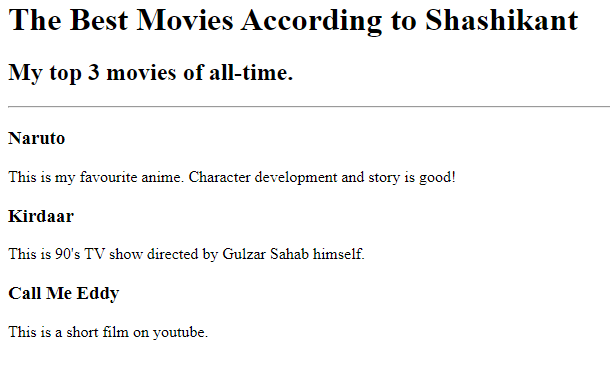 The Best Movies According to Shashikant
My top 3 movies of all-time.
Naruto
This is my favourite anime. Character development and story is good!
Kirdaar
This is 90's TV show directed by Gulzar Sahab himself.
Call Me Eddy
This is a short film on youtube.